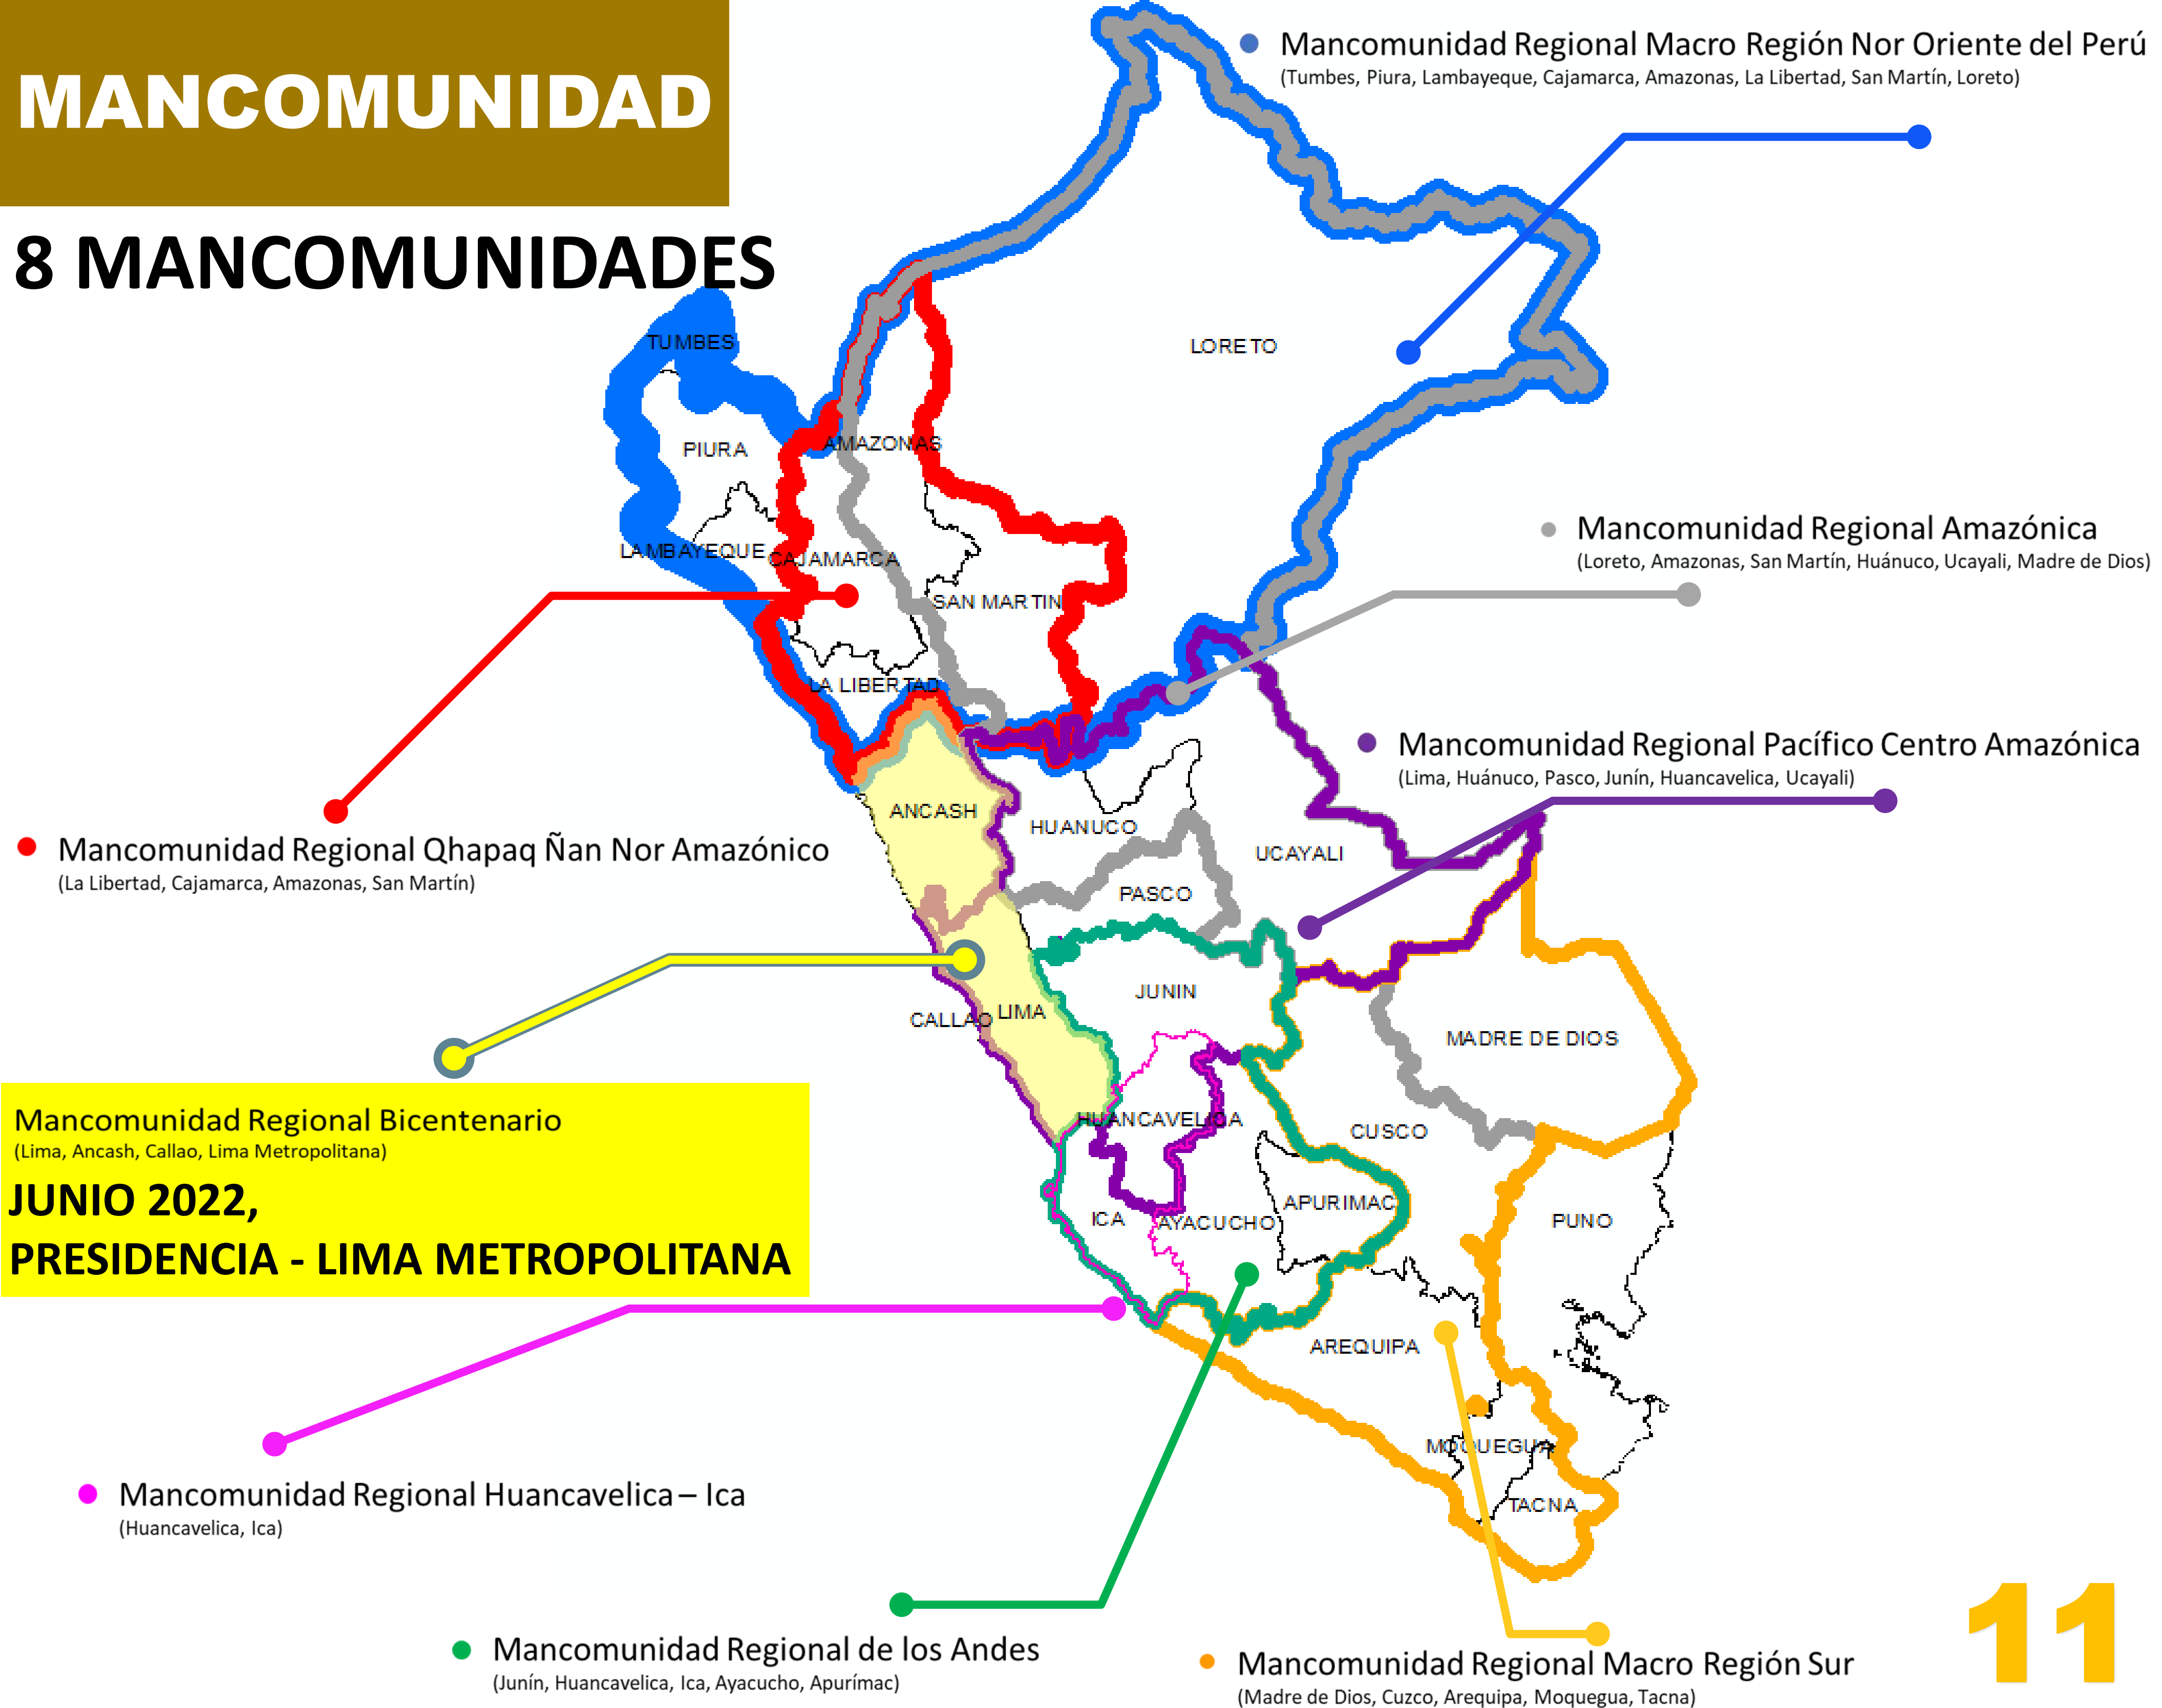 MANCOMUNIDAD
8 MANCOMUNIDADES
Mancomunidad Regional Macro Región Nor Oriente del Perú
(Tumbes, Piura, Lambayeque, Cajamarca, Amazonas, La Libertad, San Martín, Loreto)
TUMBES
LORETO
PIURA
AMAZONAS
LAMBAYEQUE
CAJAMARCA
SAN MARTIN
LA LIBERTAD
Mancomunidad Regional Amazónica
(Loreto, Amazonas, San Martín, Huánuco, Ucayali, Madre de Dios)
Mancomunidad Regional Pacífico Centro Amazónica
(Lima, Huánuco, Pasco, Junín, Huancavelica, Ucayali)
ANCASH
HUANUCO
UCAYALI
PASCO
Mancomunidad Regional Qhapaq Ñan Nor Amazónico
(La Libertad, Cajamarca, Amazonas, San Martín)
JUNIN
CALLAO
LIMA
MADRE DE DIOS
HUANCAVELICA
CUSCO
APURIMAC
ICA
AYACUCHO
PUNO
Mancomunidad Regional Bicentenario
(Lima, Ancash, Callao, Lima Metropolitana)
JUNIO 2022,
PRESIDENCIA - LIMA METROPOLITANA
AREQUIPA
MOQUEGUA
TACNA
Mancomunidad Regional Huancavelica – Ica
(Huancavelica, Ica)
Mancomunidad Regional de los Andes
(Junín, Huancavelica, Ica, Ayacucho, Apurímac)
Mancomunidad Regional Macro Región Sur
(Madre de Dios, Cuzco, Arequipa, Moquegua, Tacna)
11